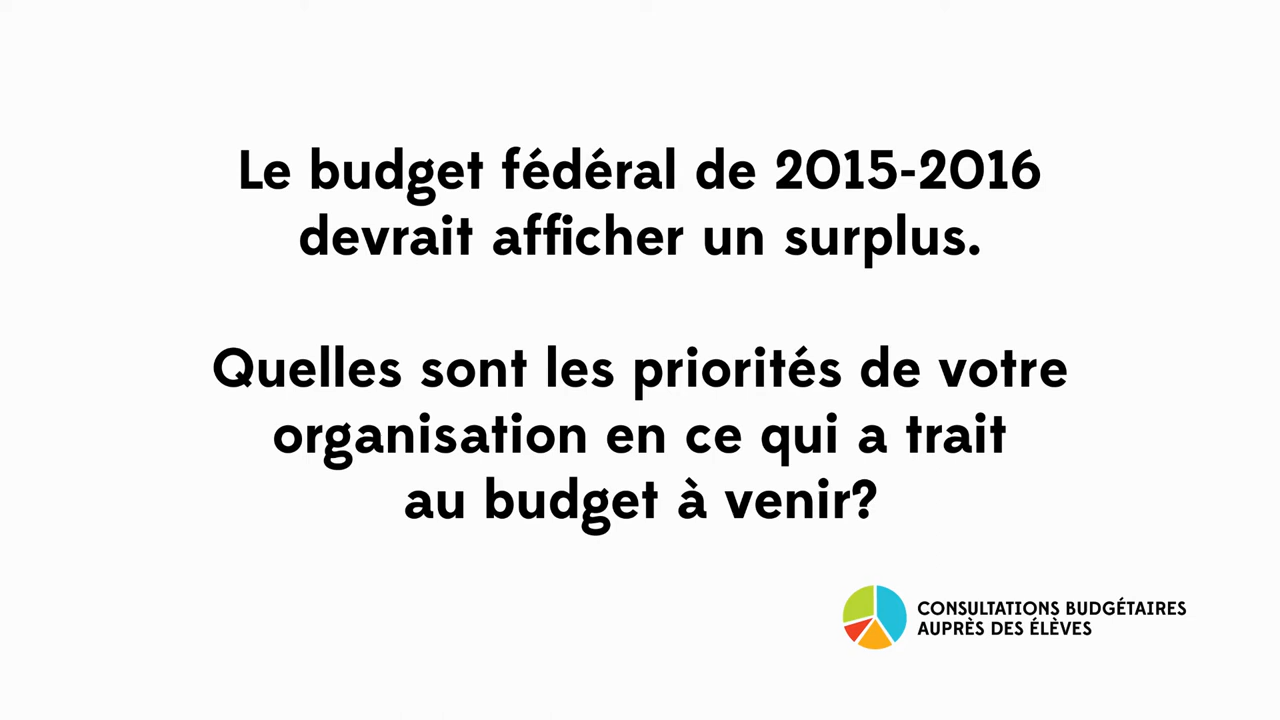 Le budget fédéral de 2015-2016
devrait afficher un surplus.
Quelles sont les priorités de votre
organisation en ce qui a trait
au budget à venir?
CONSULTATIONS BUDGÉTAIRES
AUPRÈS DES ÉLÈVES